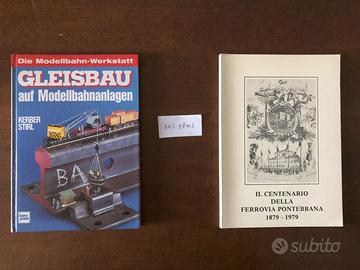 Die Modellbahn-Werkstatt
GLEISBAU
auf Modellbahnanlagen
KERBER
STIRL
BA
IL CENTENARIO
DELLA
FERROVIA PONTEBBANA
1879 - 1979
subito